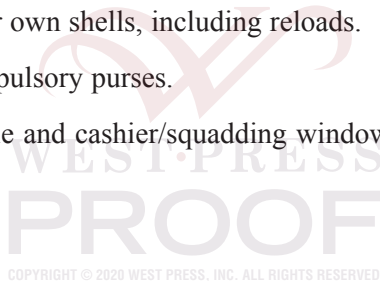 r own shells, including reloads.
pulsory purses.
e and cashier/squadding window
WEST PRESS
PROOF
COPYRIGHT © 2020 WEST PRESS, INC. ALL RIGHTS RESERVED